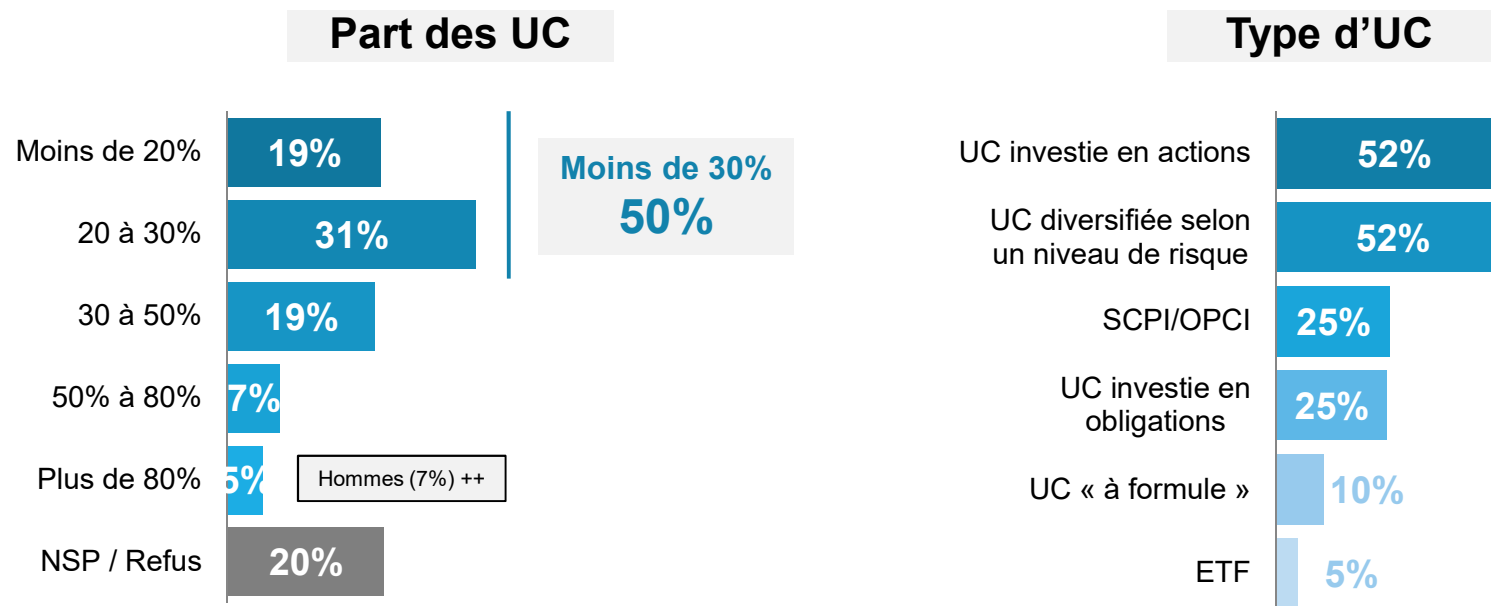 Part des UC
Moins de 20%
19%
20 à 30%
31%
Moins de 30%
50%
30 à 50%
19%
50% à 80%
7%
Plus de 80%
5%
Hommes (7%) ++
NSP / Refus
20%
Type d’UC
UC investie en actions
52%
UC diversifiée selon
un niveau de risque
52%
SCPI/OPCI
25%
UC investie en
obligations
25%
UC « à formule »
10%
ETF
5%